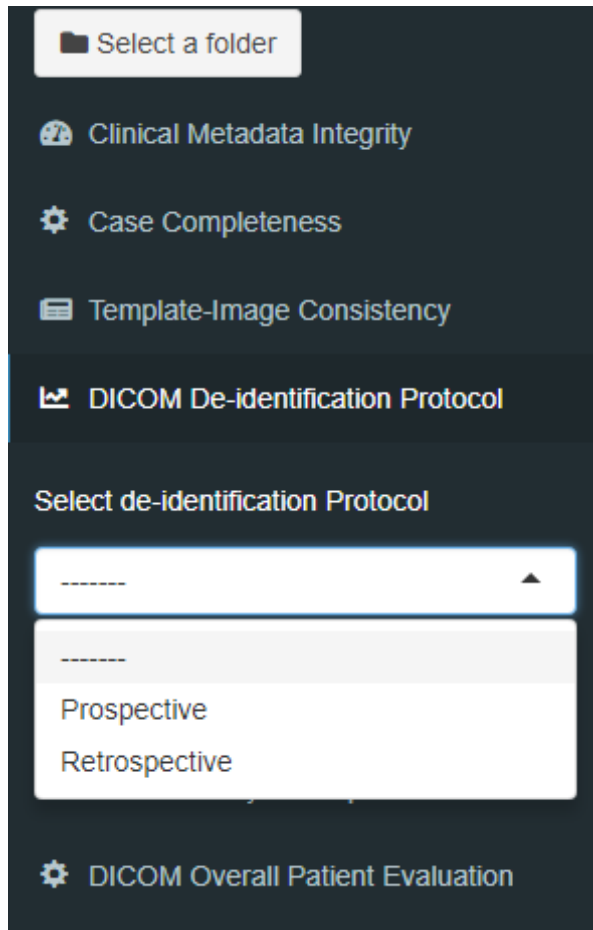 Select a folder
Clinical Metadata Integrity
Case Completeness
Template-Image Consistency
DICOM De-identification Protocol
Select de-identification Protocol
-------
-------
Prospective
Retrospective
DICOM Overall Patient Evaluation